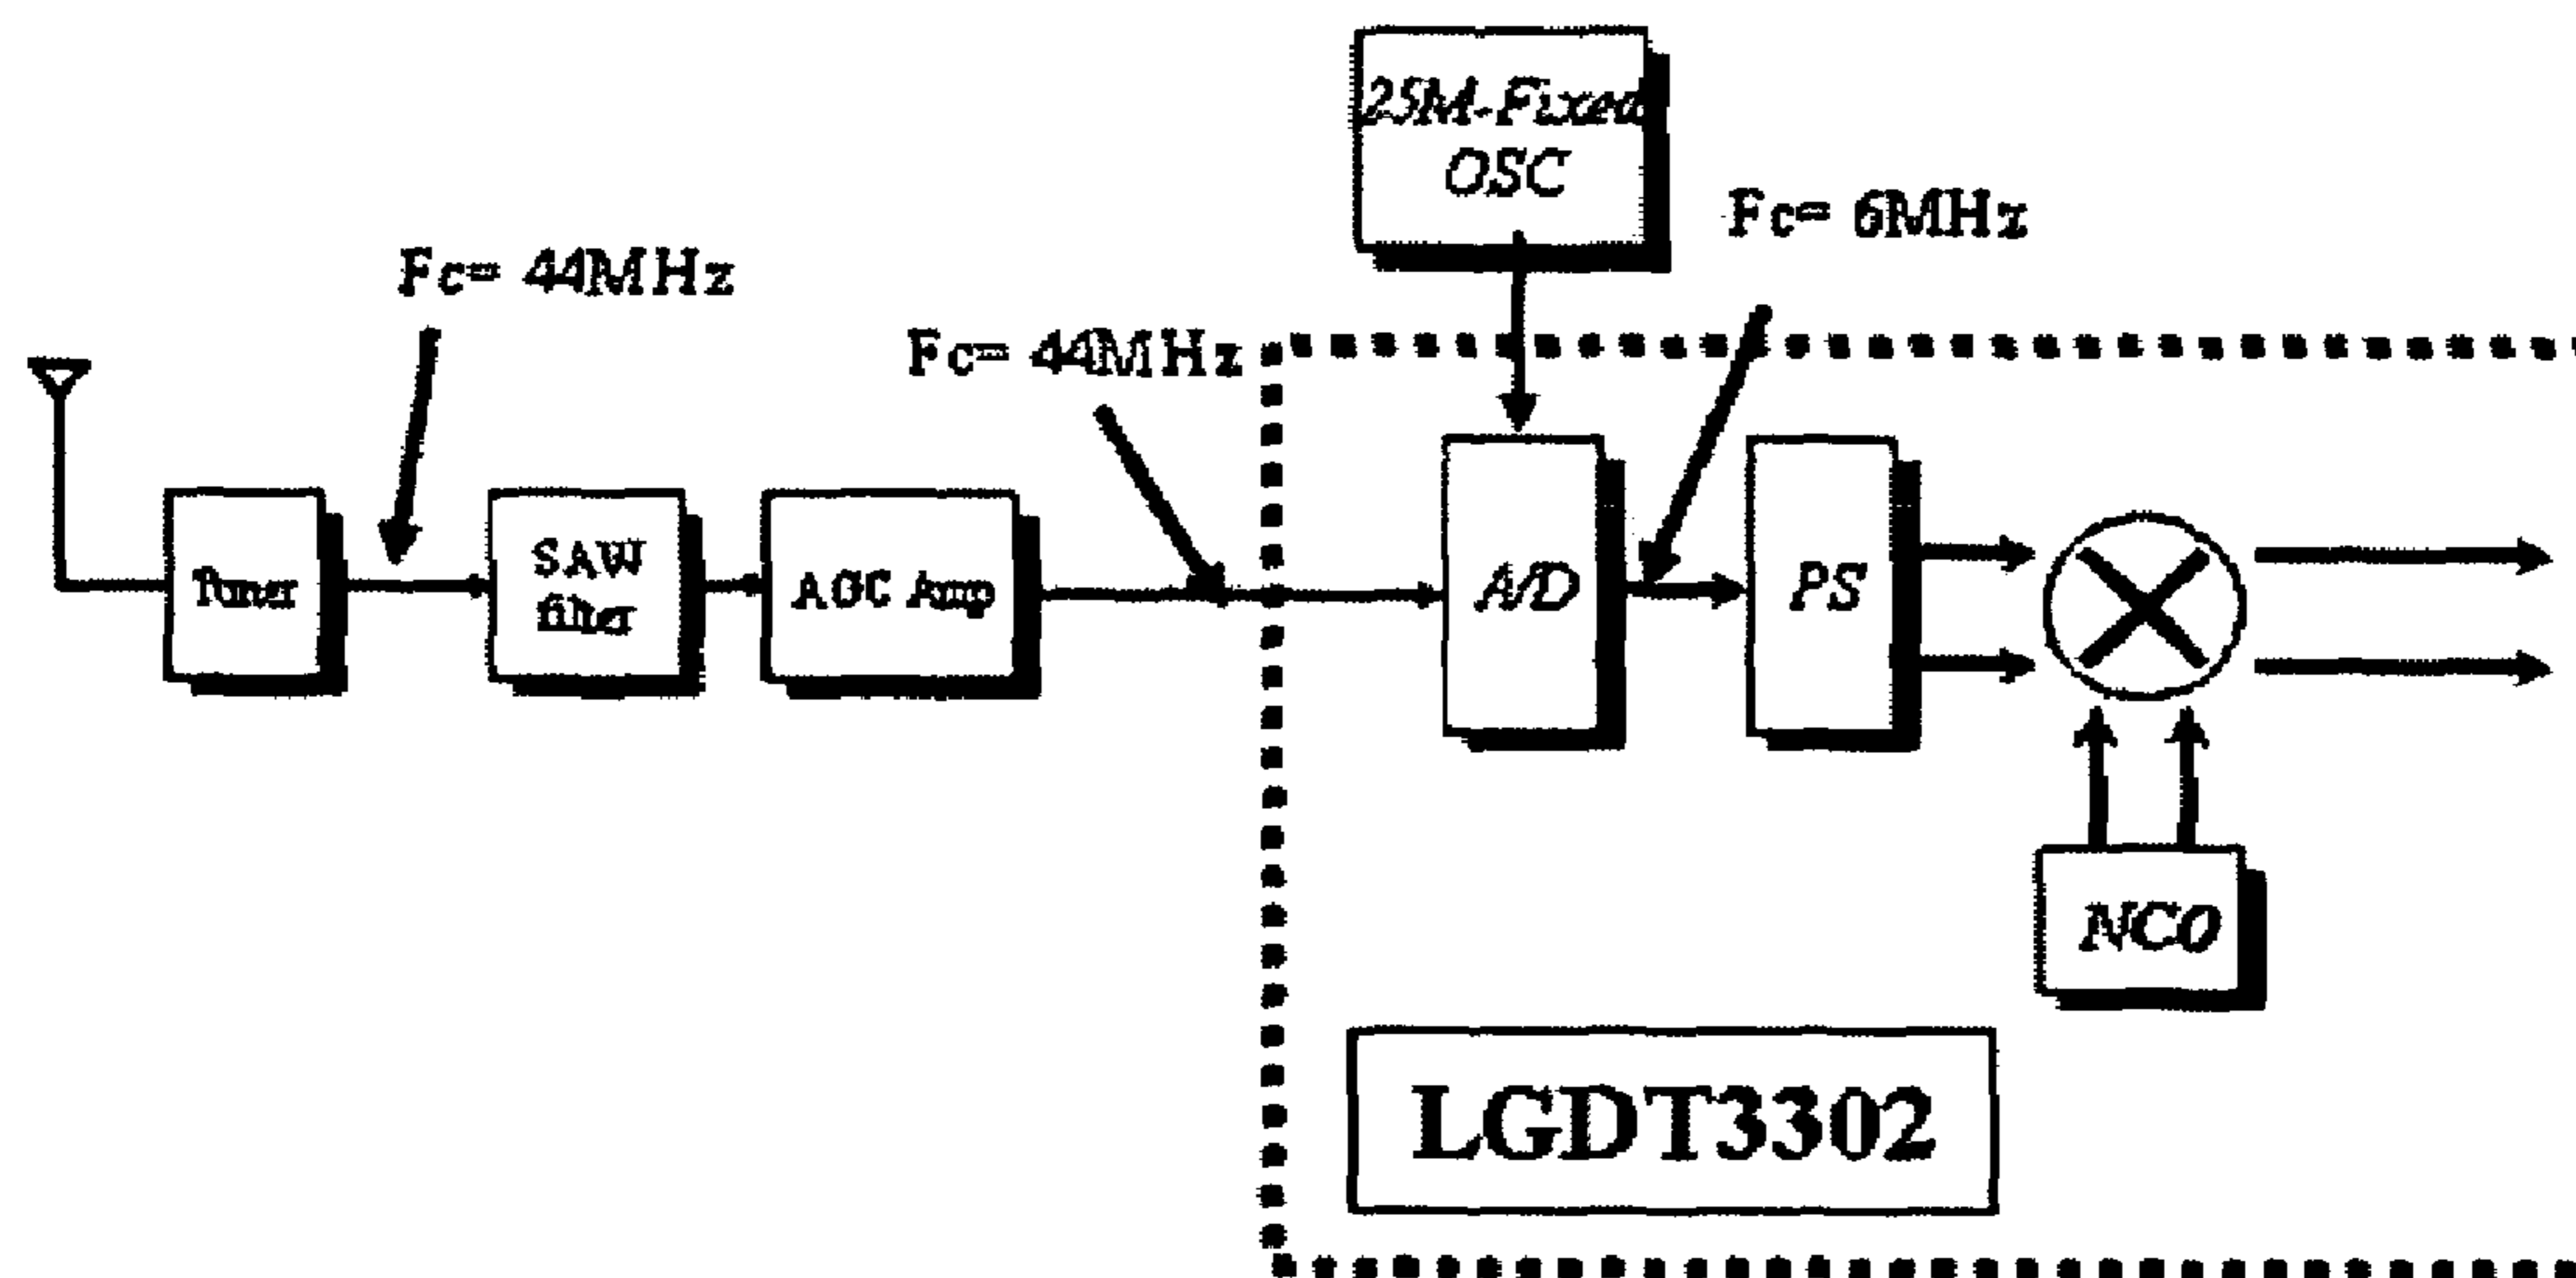 25M-Fixed
OSC
Fc= 6MHz
Fc= 44MHz
Fc= 44MHz
Tuner
SAW
filter
AGC Amp
A/D
PS
NCO
LGDT3302